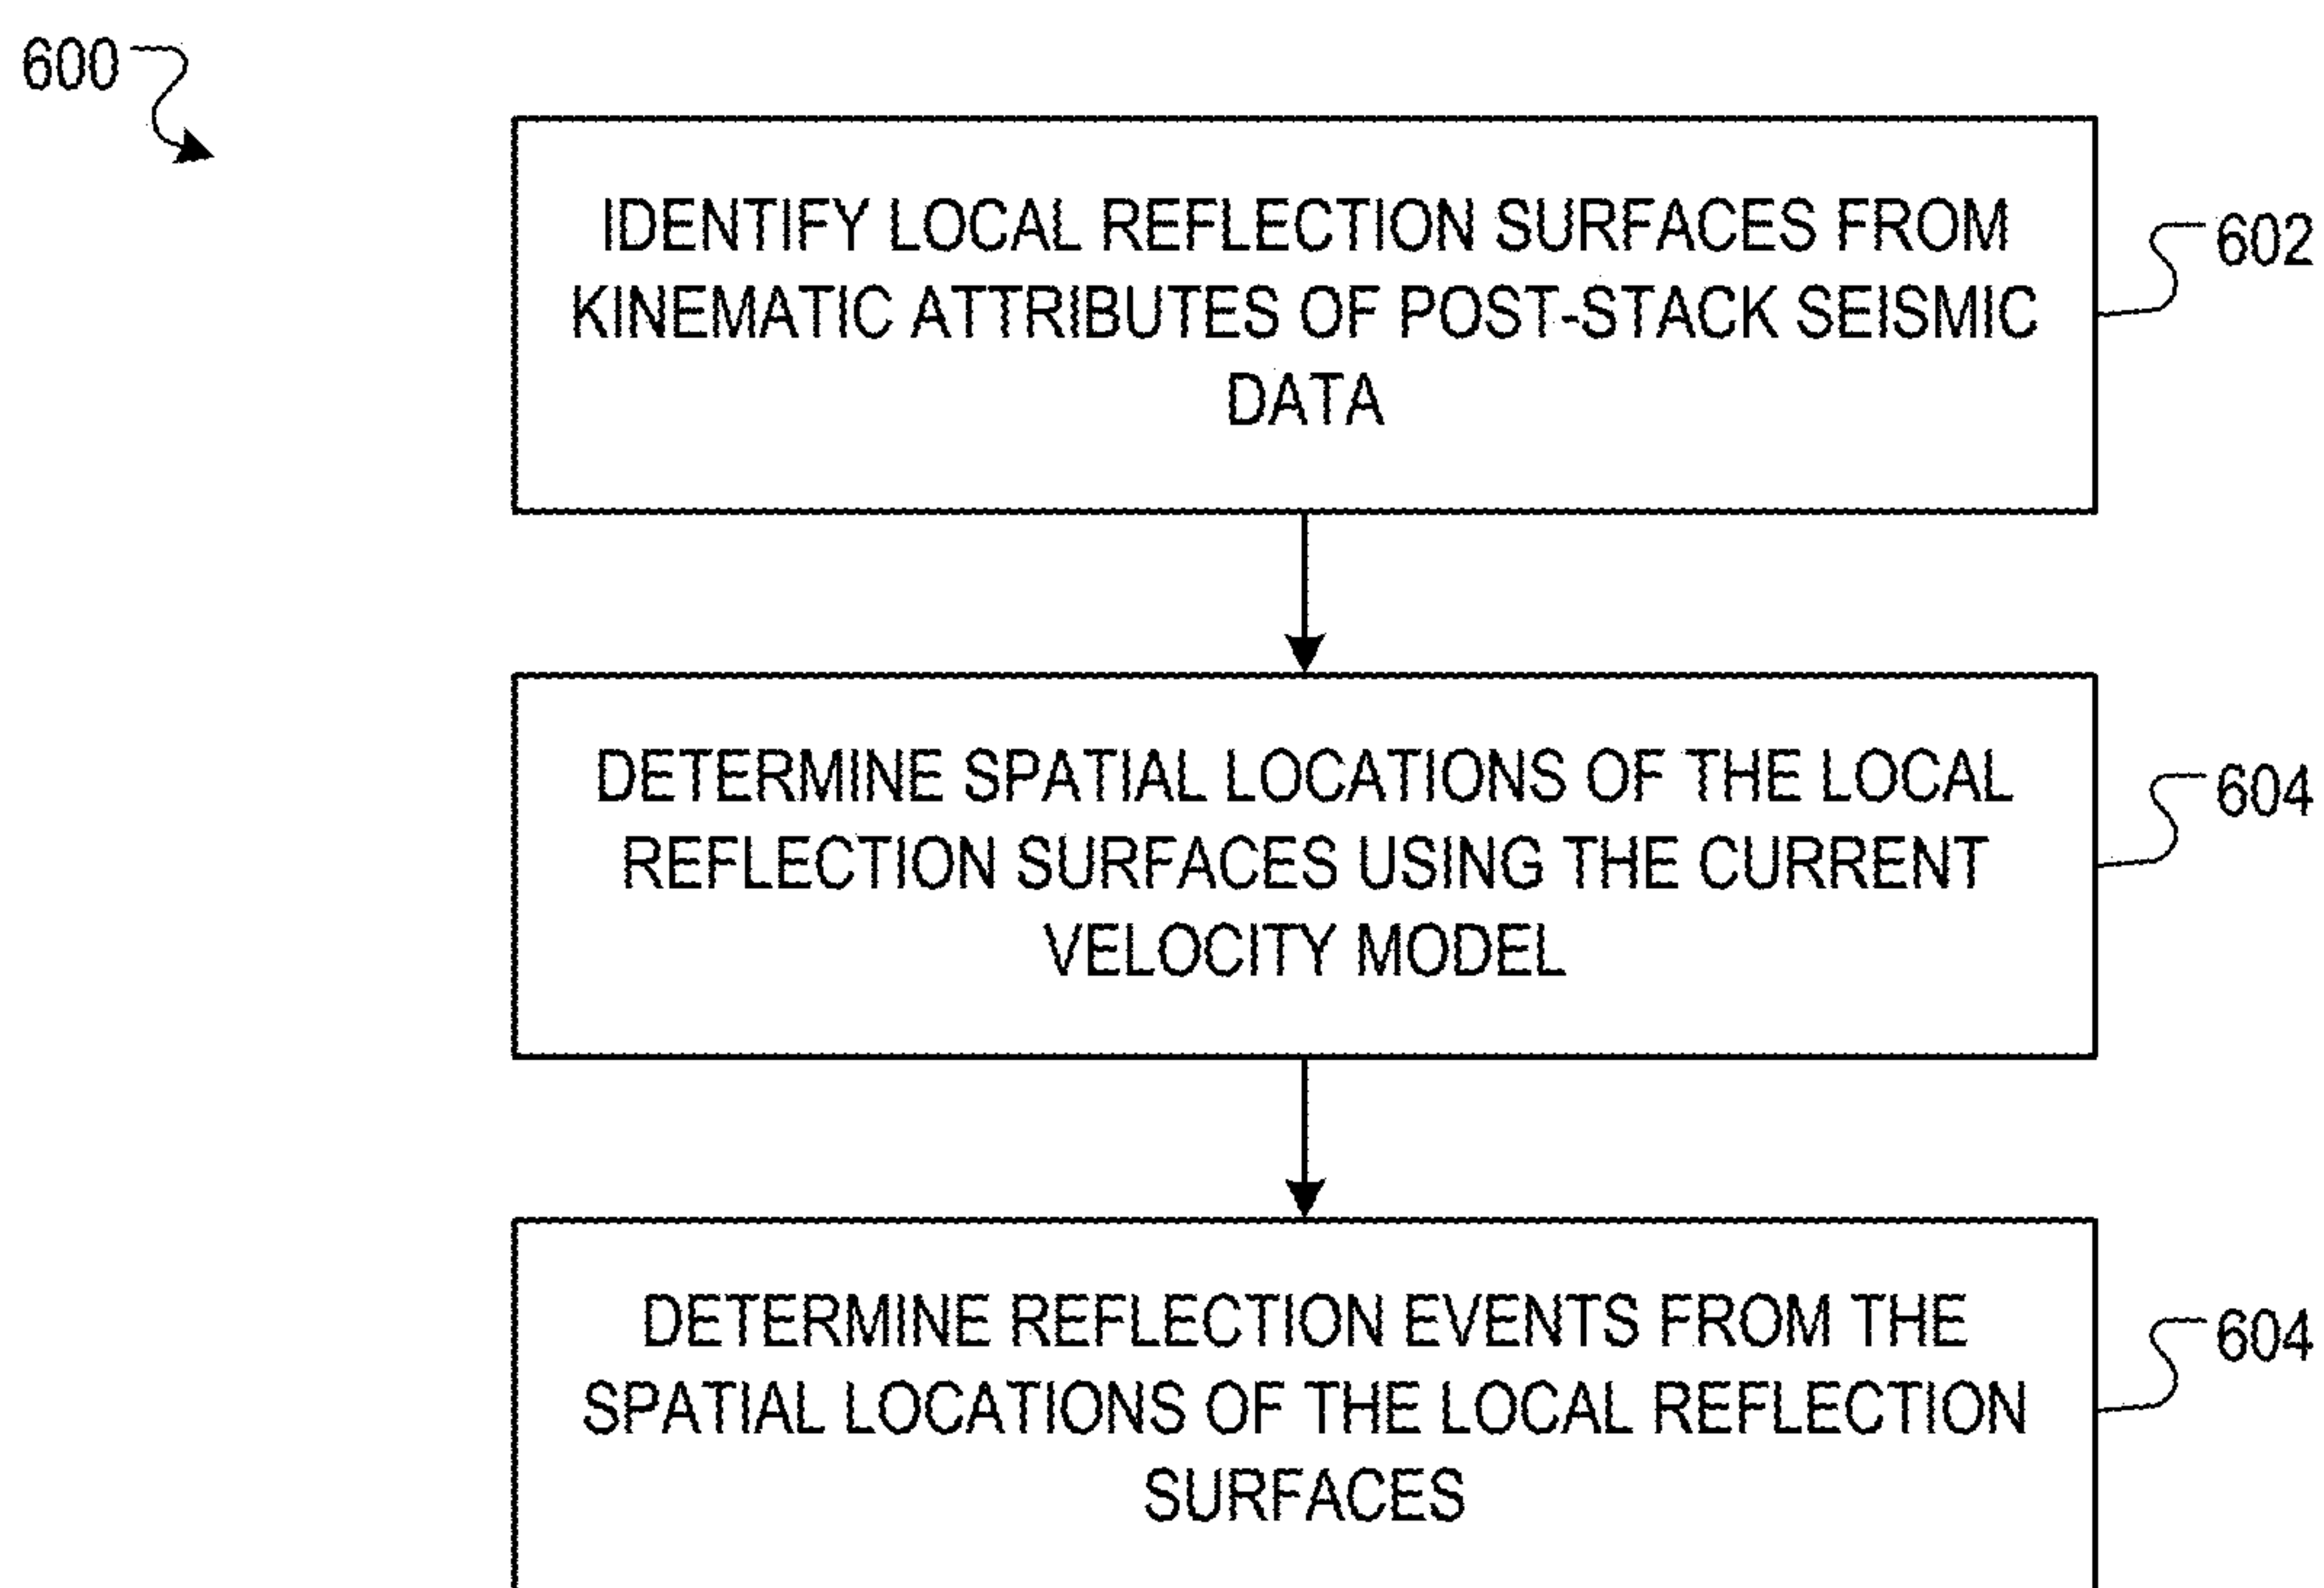 600
IDENTIFY LOCAL REFLECTION SURFACES FROM
KINEMATIC ATTRIBUTES OF POST-STACK SEISMIC
DATA
602
DETERMINE SPATIAL LOCATIONS OF THE LOCAL
REFLECTION SURFACES USING THE CURRENT
VELOCITY MODEL
604
DETERMINE REFLECTION EVENTS FROM THE
SPATIAL LOCATIONS OF THE LOCAL REFLECTION
SURFACES
604